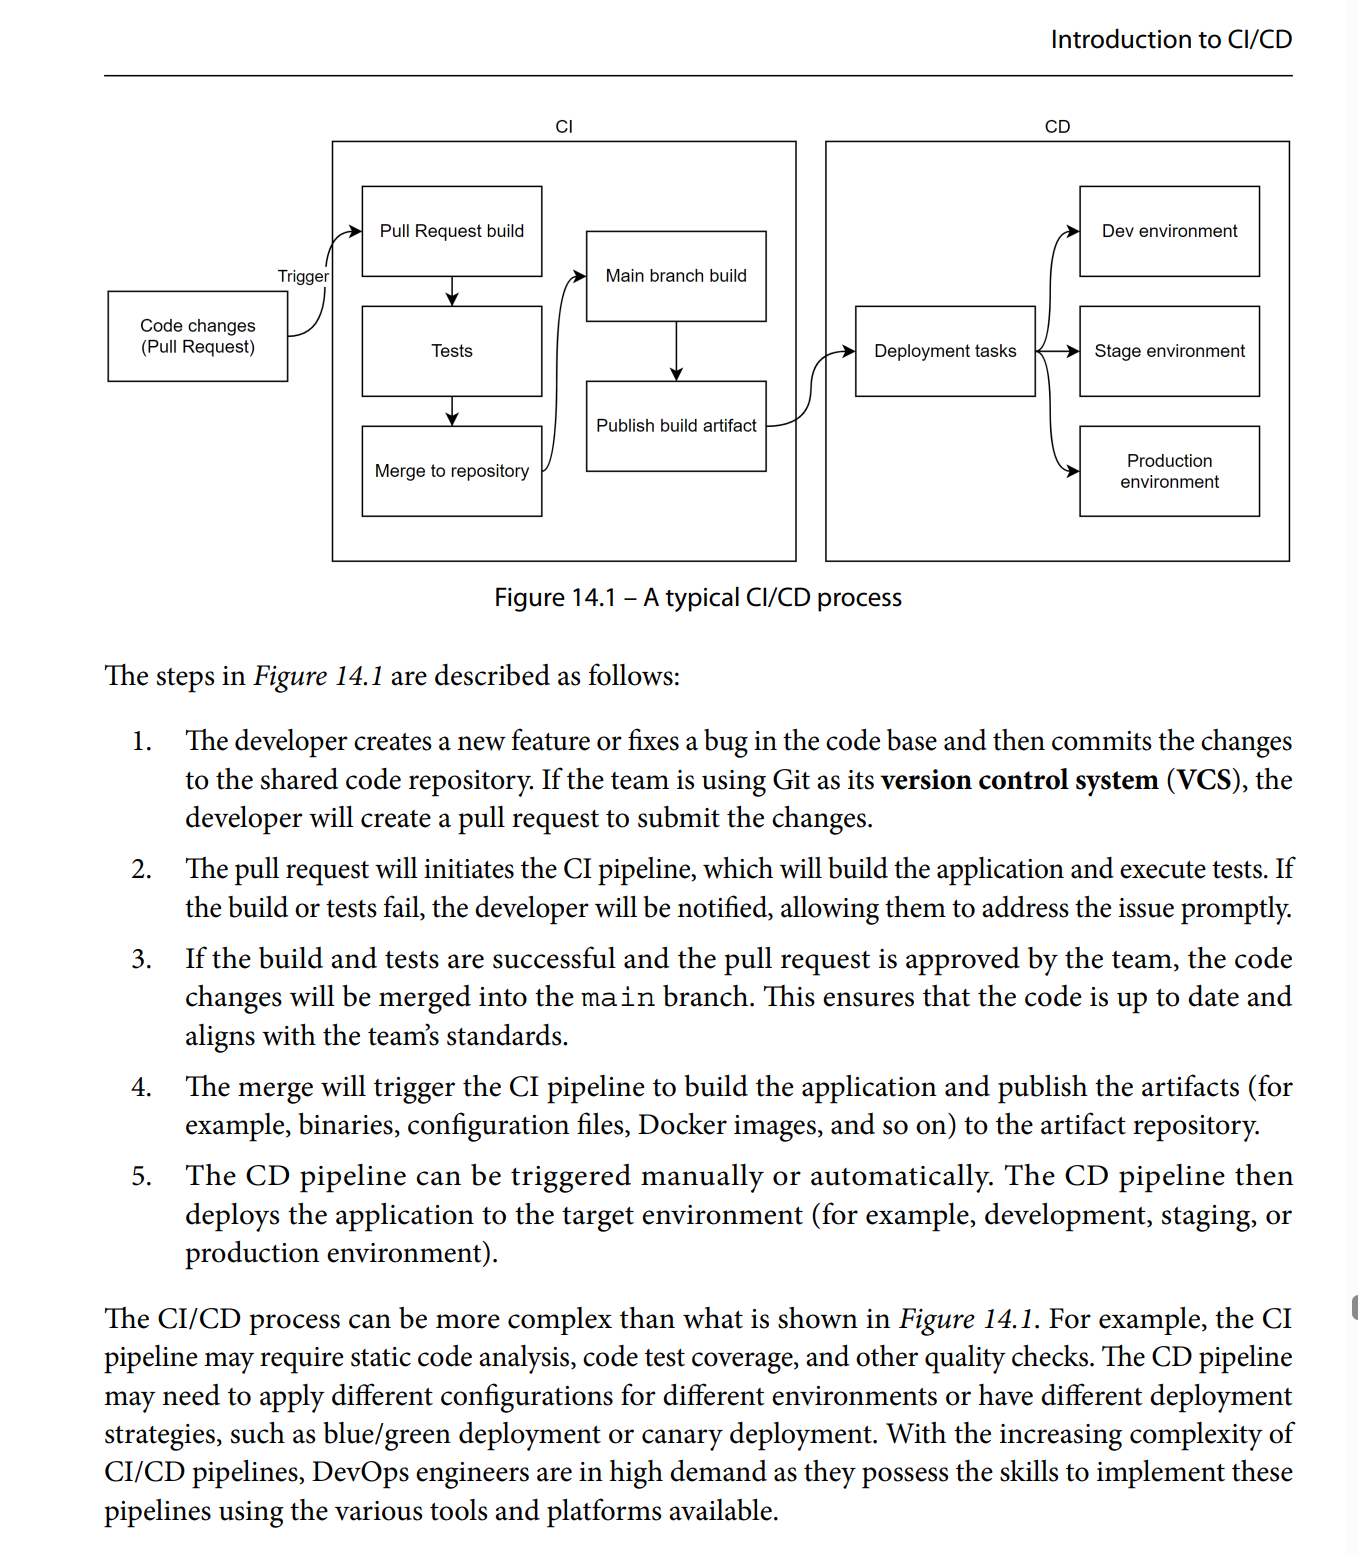 Introduction to CI/CD
CI
CD
Pull Request build
Dev environment
Main branch build
Trigger
Code changes
(Pull Request)
Tests
Deployment tasks
Stage environment
Publish build artifact
Merge to repository
Production
environment
Figure 14.1 – A typical CI/CD process
The steps in Figure 14.1 are described as follows:
1. The developer creates a new feature or fixes a bug in the code base and then commits the changes
to the shared code repository. If the team is using Git as its version control system (VCS), the
developer will create a pull request to submit the changes.
2. The pull request will initiates the CI pipeline, which will build the application and execute tests. If
the build or tests fail, the developer will be notified, allowing them to address the issue promptly.
3. If the build and tests are successful and the pull request is approved by the team, the code
changes will be merged into the main branch. This ensures that the code is up to date and
aligns with the team’s standards.
4. The merge will trigger the CI pipeline to build the application and publish the artifacts (for
example, binaries, configuration files, Docker images, and so on) to the artifact repository.
5. The CD pipeline can be triggered manually or automatically. The CD pipeline then
deploys the application to the target environment (for example, development, staging, or
production environment).
The CI/CD process can be more complex than what is shown in Figure 14.1. For example, the CI
pipeline may require static code analysis, code test coverage, and other quality checks. The CD pipeline
may need to apply different configurations for different environments or have different deployment
strategies, such as blue/green deployment or canary deployment. With the increasing complexity of
CI/CD pipelines, DevOps engineers are in high demand as they possess the skills to implement these
pipelines using the various tools and platforms available.